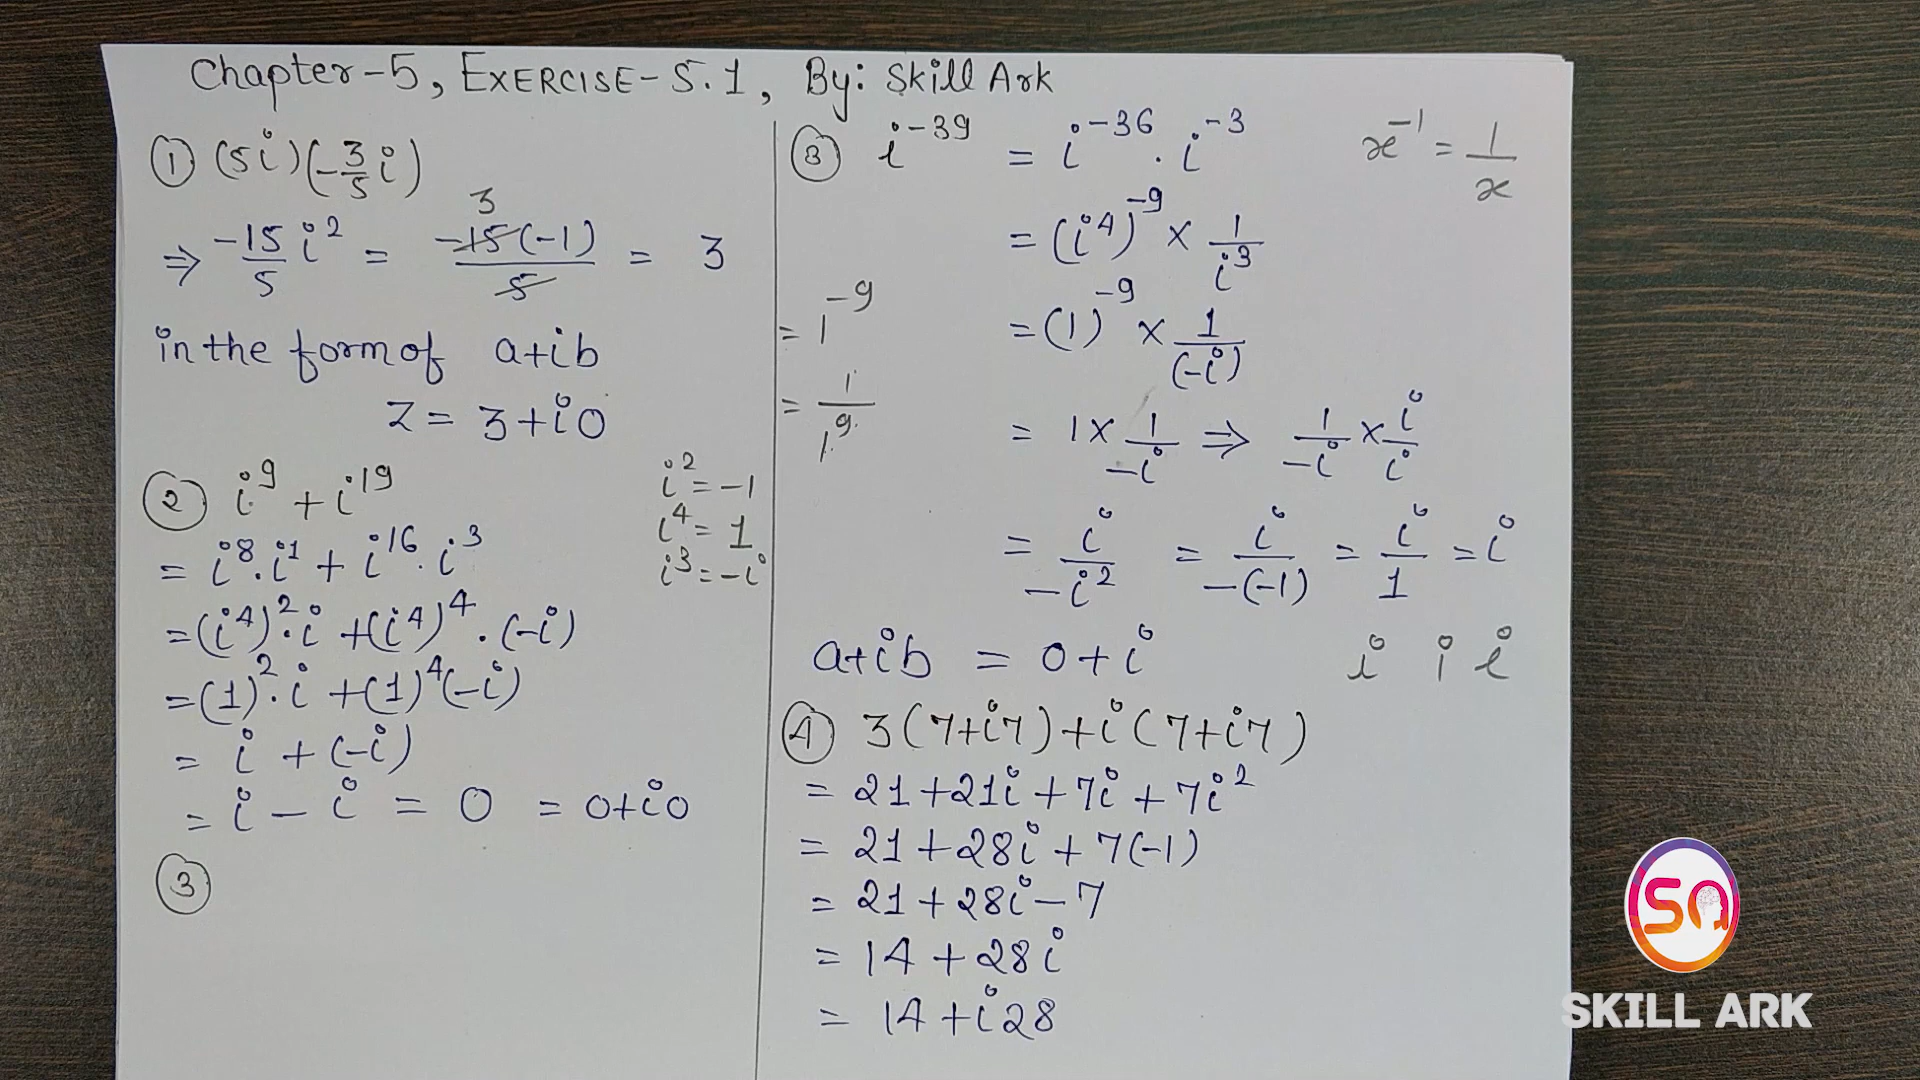 Chapter-5, EXERCISE-5.1, By: Skill Ark
① (5i)(-3/5 i)
⇒ -15/5 i² = -15(-1)/5 = 3
3
in the form of a+ib
z = 3+i0
② i⁹ + i¹⁹
i² = -1
i⁴ = 1
i³ = -i
= i⁸·i¹ + i¹⁶·i³
= (i⁴)²·i + (i⁴)⁴·(-i)
= (1)²·i + (1)⁴(-i)
= i + (-i)
= i - i = 0 = 0+i0
③
③ i⁻³⁹ = i⁻³⁶ · i⁻³
x⁻¹ = 1/x
= (i⁴)⁻⁹ × 1/i³
= 1⁻⁹
= (1)⁻⁹ × 1/(-i)
= 1/1⁹
= 1 × 1/-i ⇒ 1/-i × i/i
= i/-i² = i/-(-1) = i/1 = i
a+ib = 0+i
i i i
④ 3(7+i7)+i(7+i7)
= 21+21i+7i+7i²
= 21+28i+7(-1)
= 21+28i-7
= 14+28i
= 14+i28
SA
SKILL ARK